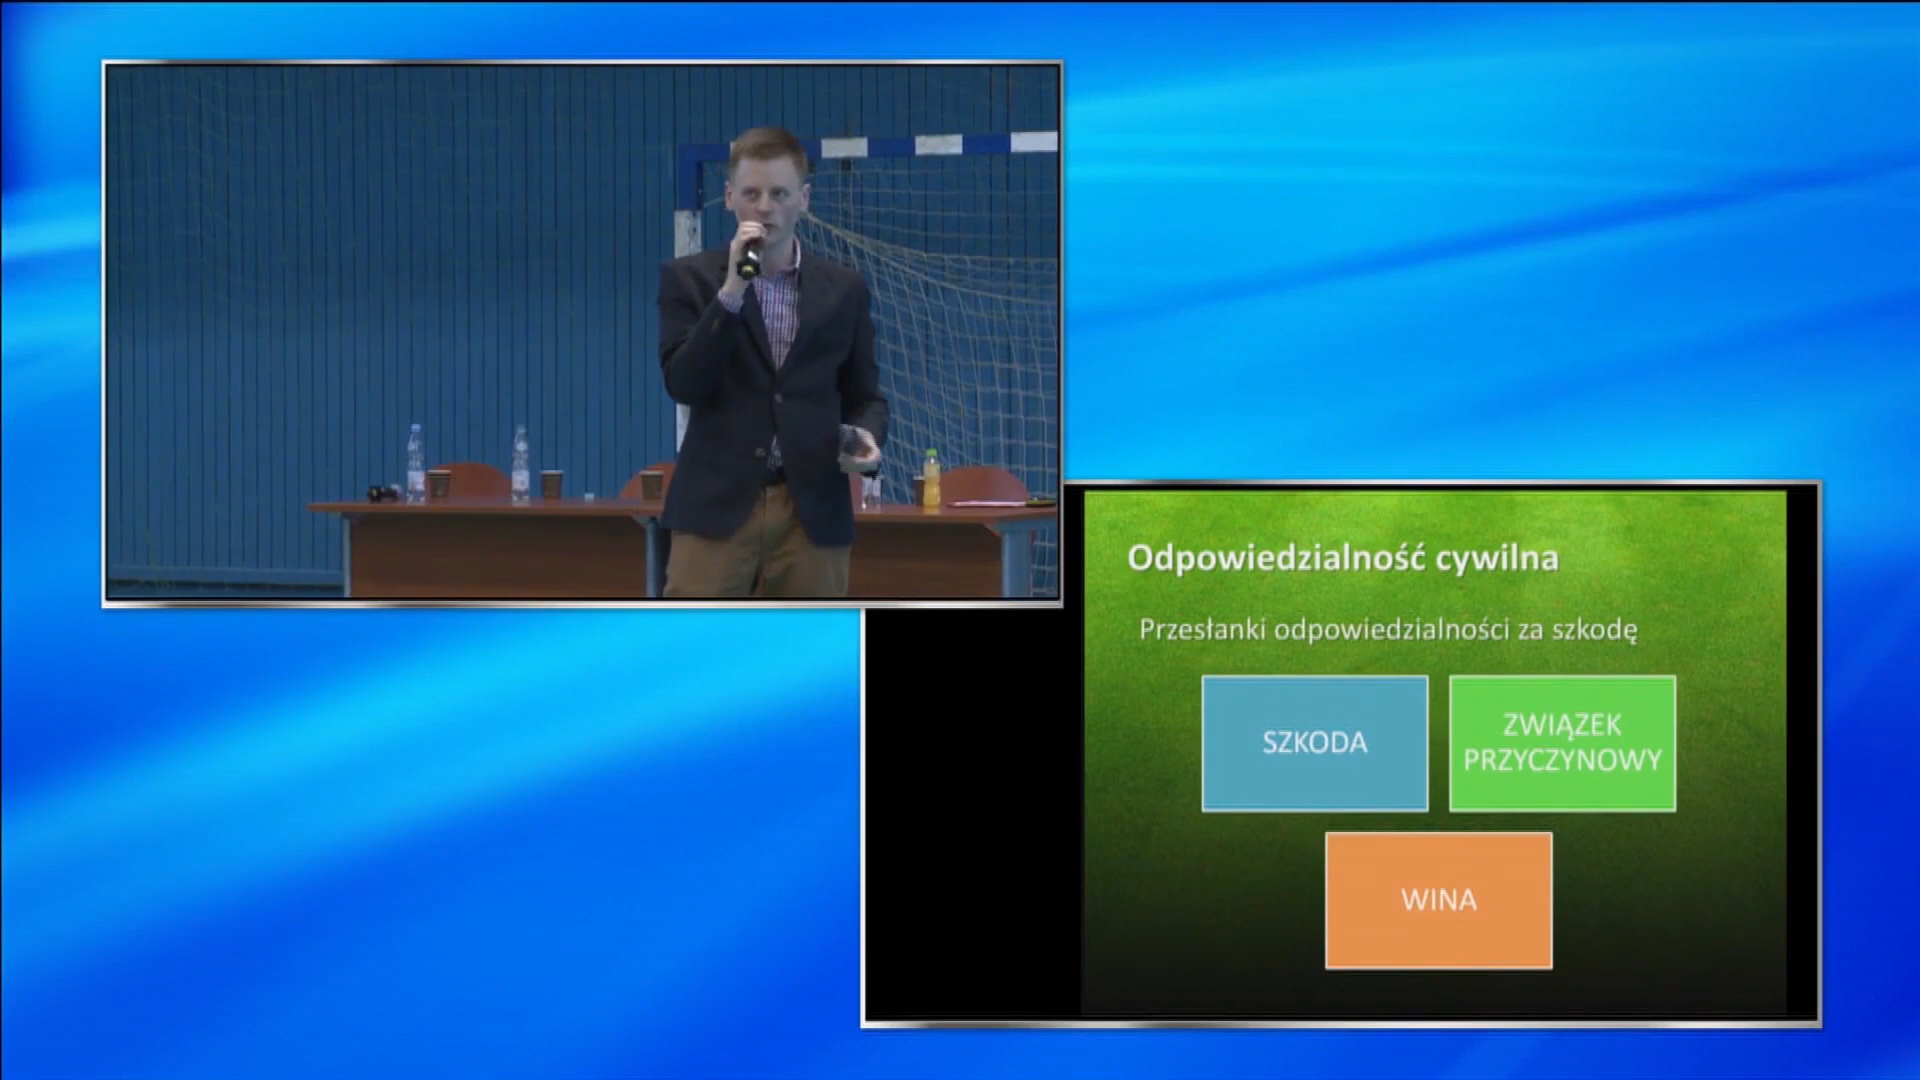 Odpowiedzialność cywilna
Przesłanki odpowiedzialności za szkodę
SZKODA
ZWIĄZEK
PRZYCZYNOWY
WINA